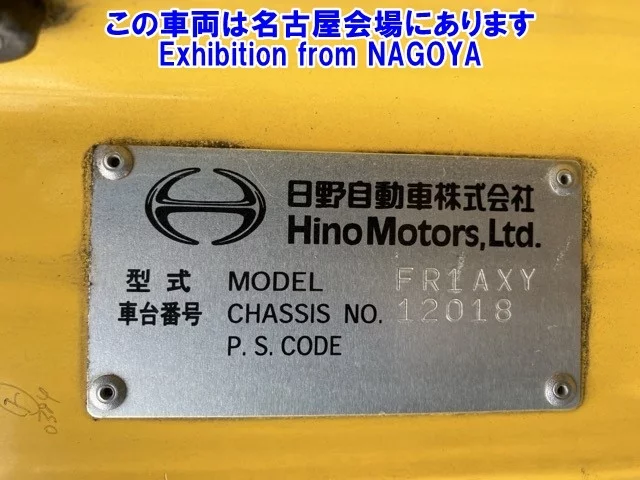 この車両は名古屋会場にあります
Exhibition from NAGOYA
日野自動車株式会社
Hino Motors, Ltd.
型式 MODEL FR1AXY
車台番号 CHASSIS NO. 12018
P. S. CODE